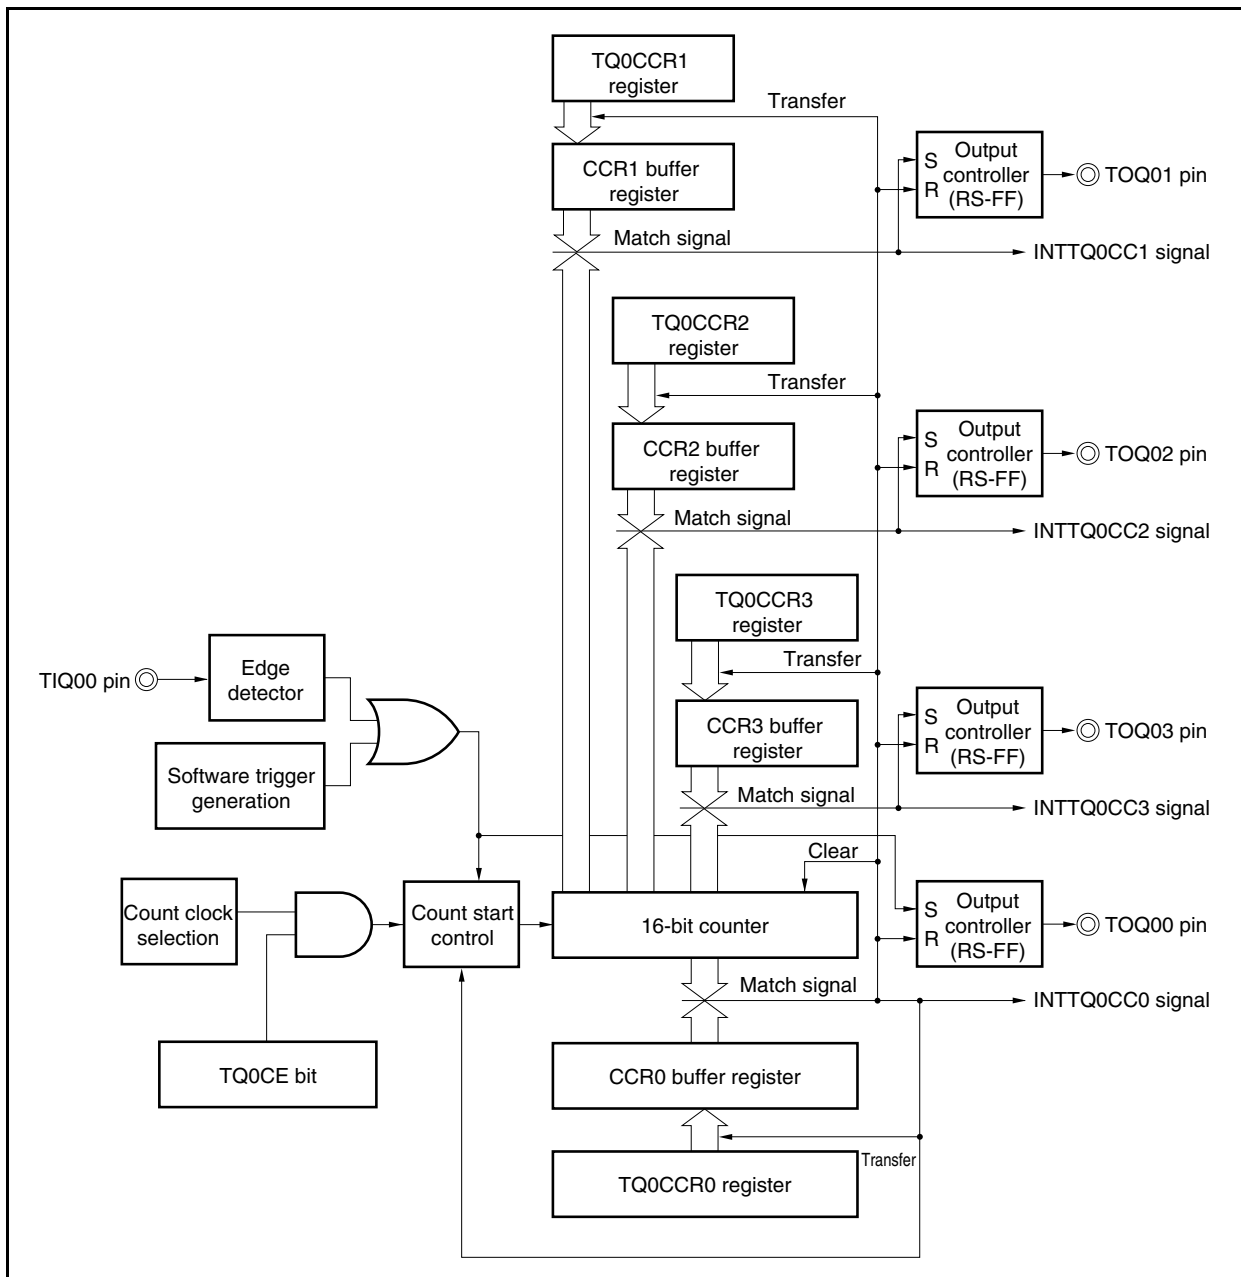 TQ0CCR1
register
Transfer
CCR1 buffer
register
S
R
Output
controller
(RS-FF)
TOQ01 pin
Match signal
INTTQ0CC1 signal
TQ0CCR2
register
Transfer
CCR2 buffer
register
S
R
Output
controller
(RS-FF)
TOQ02 pin
Match signal
INTTQ0CC2 signal
TQ0CCR3
register
Transfer
TIQ00 pin
Edge
detector
CCR3 buffer
register
S
R
Output
controller
(RS-FF)
TOQ03 pin
Software trigger
generation
Match signal
INTTQ0CC3 signal
Clear
Count clock
selection
Count start
control
16-bit counter
S
R
Output
controller
(RS-FF)
TOQ00 pin
Match signal
INTTQ0CC0 signal
TQ0CE bit
CCR0 buffer register
Transfer
TQ0CCR0 register